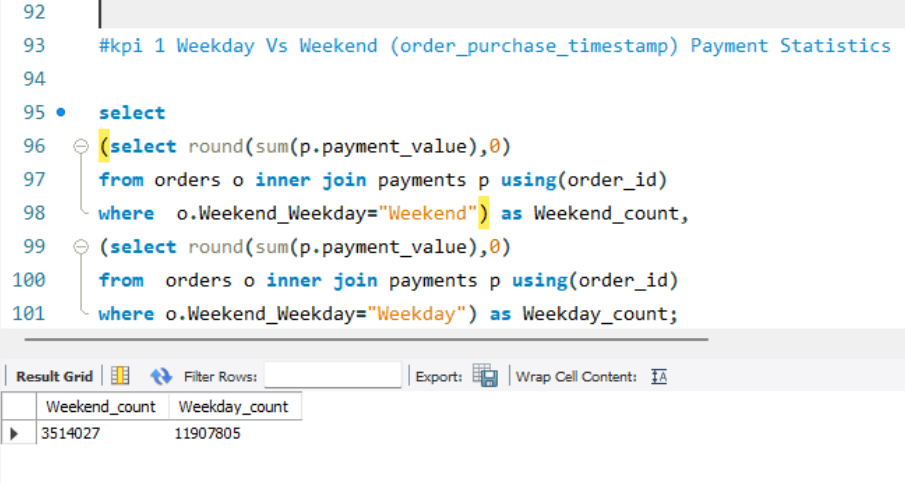 92
93 #kpi 1 Weekday Vs Weekend (order_purchase_timestamp) Payment Statistics
94
95 select
96 (select round(sum(p.payment_value),0)
97 from orders o inner join payments p using(order_id)
98 where  o.Weekend_Weekday="Weekend") as Weekend_count,
99 (select round(sum(p.payment_value),0)
100 from  orders o inner join payments p using(order_id)
101 where o.Weekend_Weekday="Weekday") as Weekday_count;
Result Grid Filter Rows: Export: Wrap Cell Content: IA
Weekend_count Weekday_count
3514027 11907805